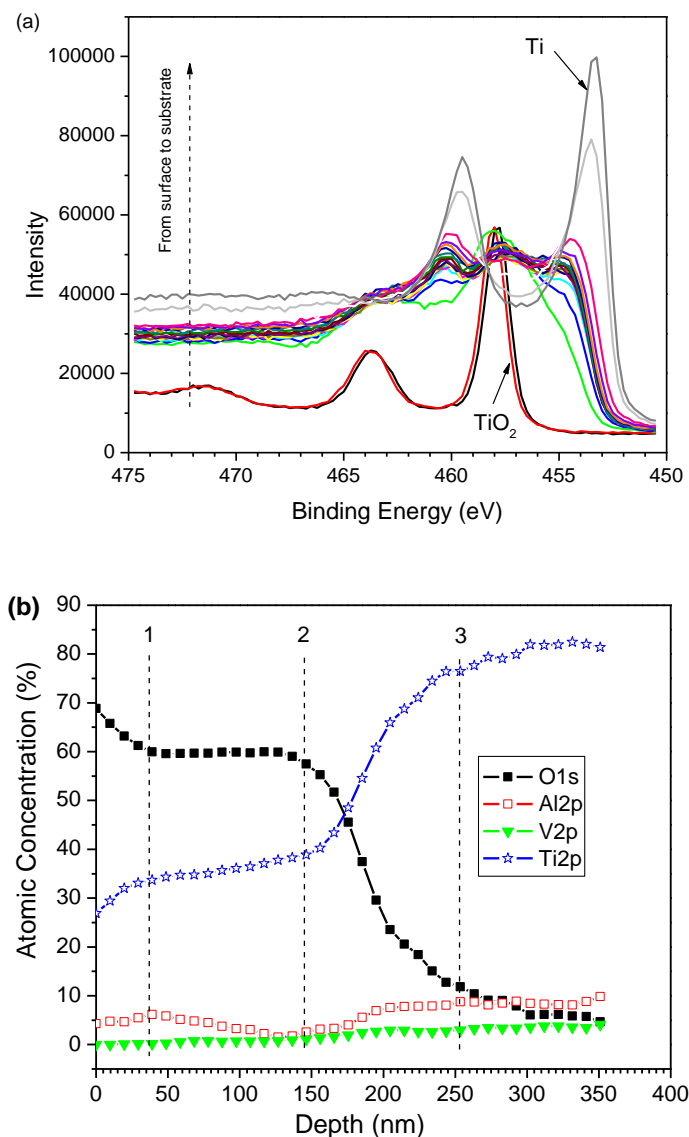 (a)
100000
80000
60000
40000
20000
0
Intensity
From surface to substrate
Ti
TiO2
475 470 465 460 455 450
Binding Energy (eV)
(b)
90
80
70
60
50
40
30
20
10
0
Atomic Concentration (%)
1 2 3
O1s
Al2p
V2p
Ti2p
0 50 100 150 200 250 300 350 400
Depth (nm)